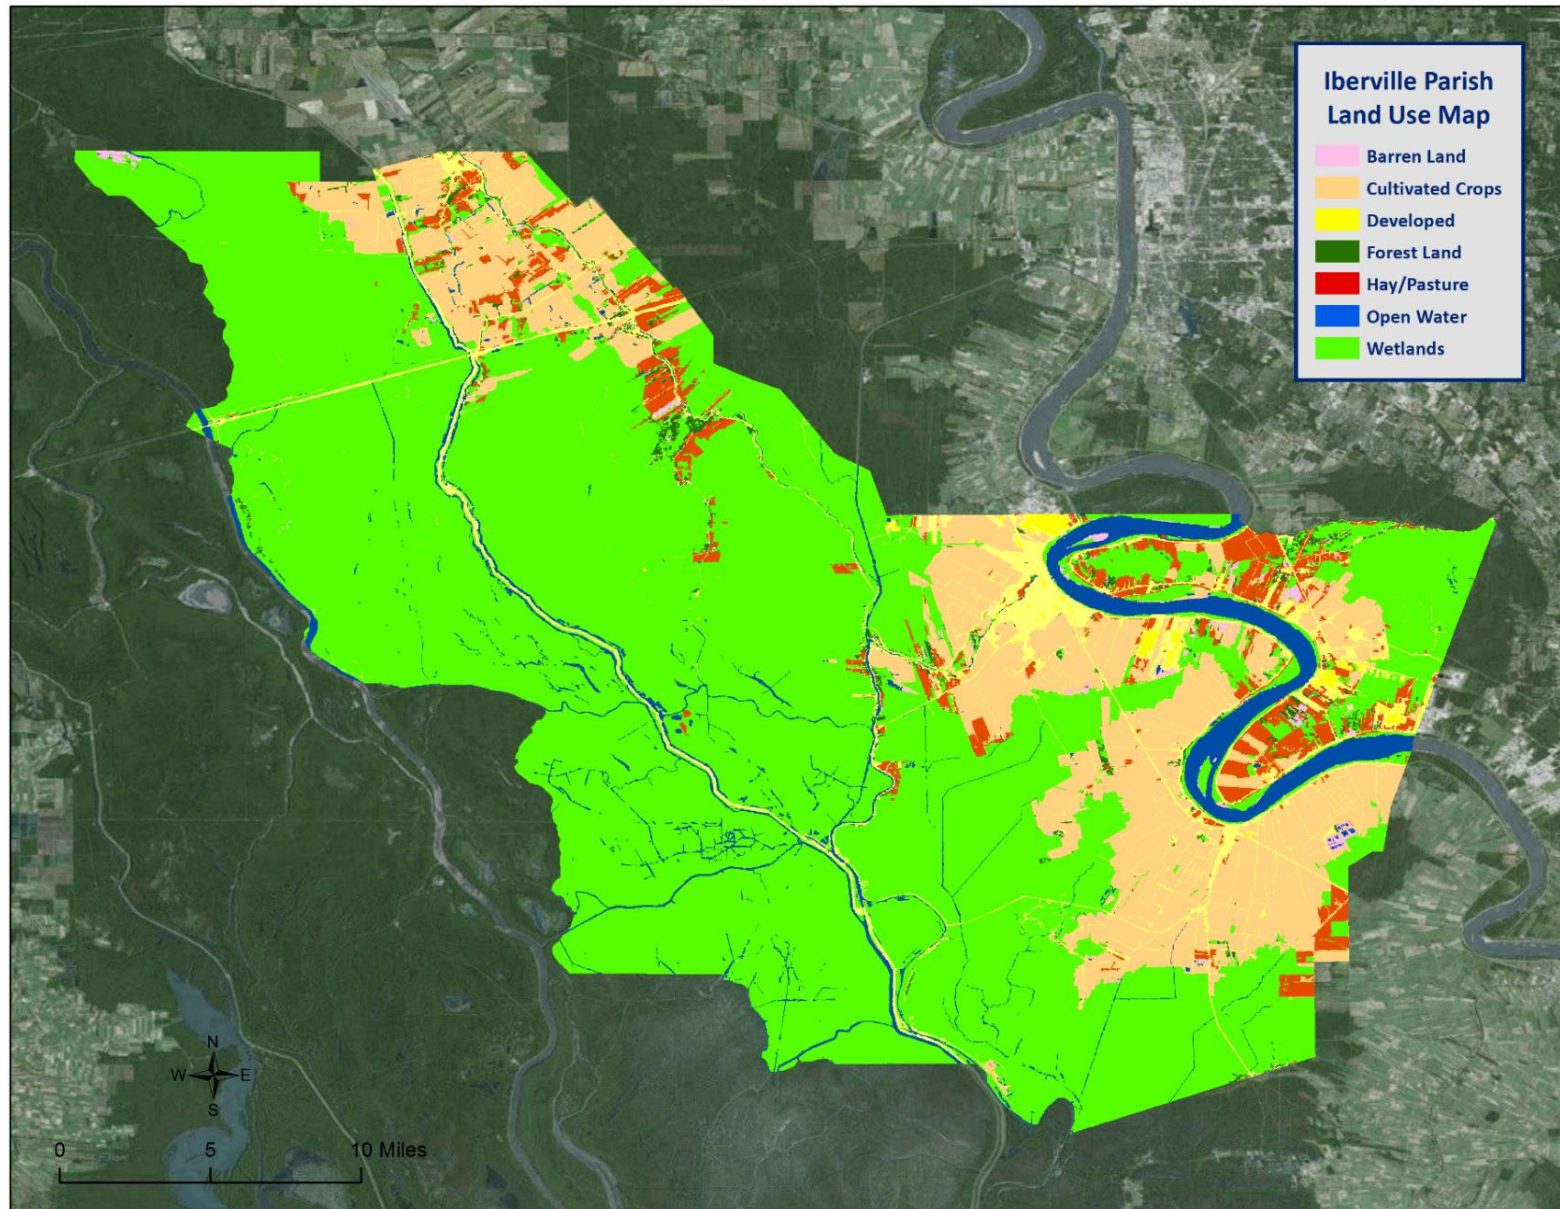 Iberville Parish
Land Use Map
Barren Land
Cultivated Crops
Developed
Forest Land
Hay/Pasture
Open Water
Wetlands
N
W E
S
0 5 10 Miles